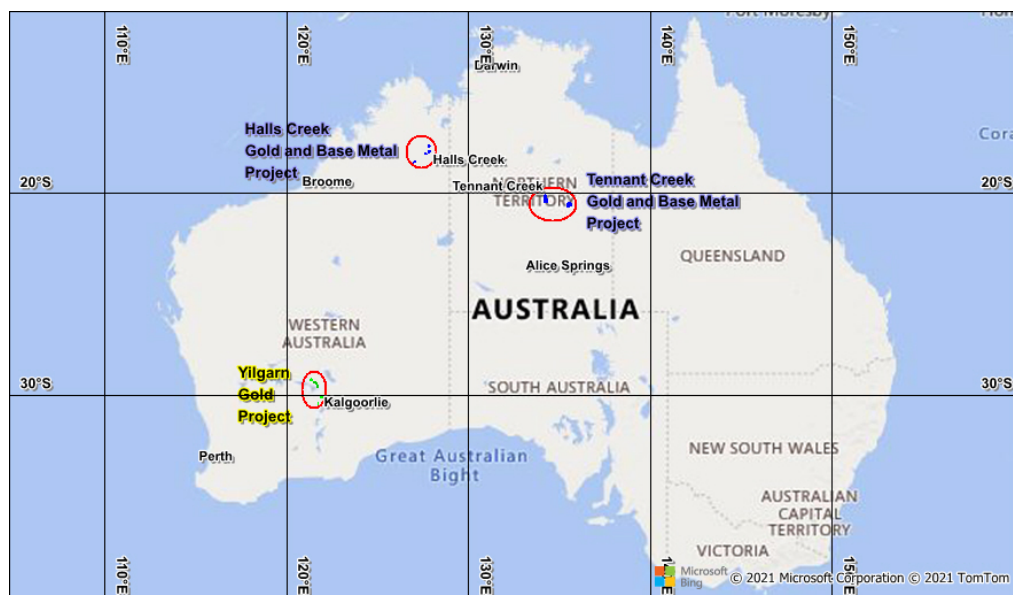 Port Moresby
110°E
120°E
130°E
140°E
150°E
Darwin
Halls Creek
Gold and Base Metal
Project
Halls Creek
Broome
20°S
20°S
Tennant Creek
NORTHERN
TERRITORY
Tennant Creek
Gold and Base Metal
Project
Alice Springs
QUEENSLAND
AUSTRALIA
WESTERN
AUSTRALIA
Yilgarn
Gold
Project
Kalgoorlie
SOUTH AUSTRALIA
30°S
30°S
Perth
Great Australian
Bight
NEW SOUTH WALES
AUSTRALIAN
CAPITAL
TERRITORY
VICTORIA
110°E
120°E
130°E
150°E
Microsoft
Bing
© 2021 Microsoft Corporation © 2021 TomTom